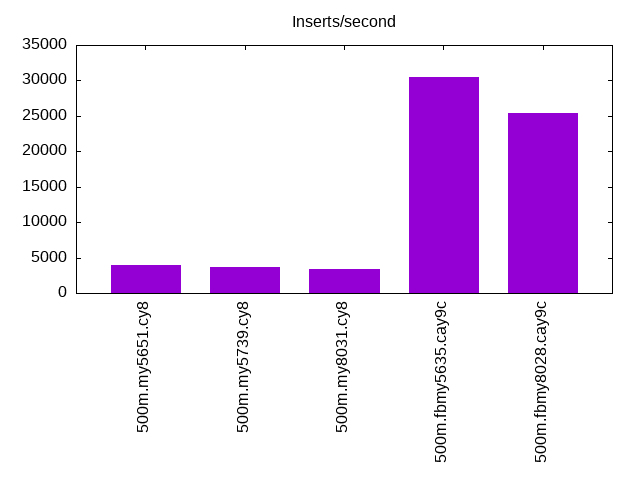 Inserts/second
35000
30000
25000
20000
15000
10000
5000
0
500m.my5651.cy8
500m.my5739.cy8
500m.my8031.cy8
500m.fbmy5635.cay9c
500m.fbmy8028.cay9c